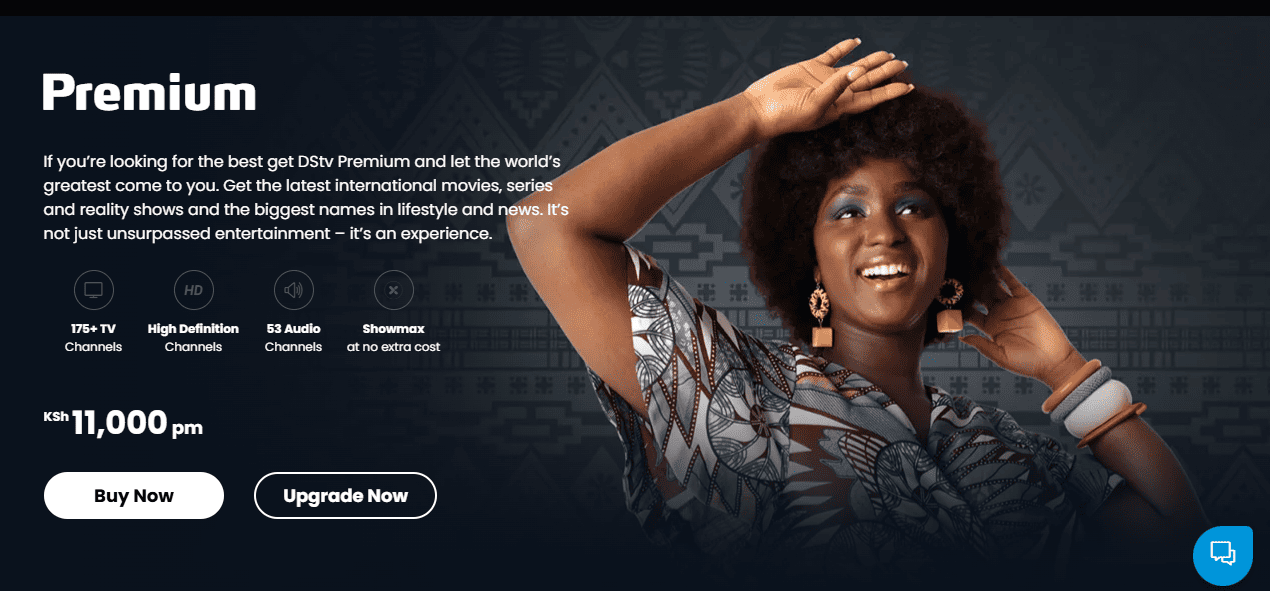 Premium
If you’re looking for the best get DStv Premium and let the world’s
greatest come to you. Get the latest international movies, series
and reality shows and the biggest names in lifestyle and news. It’s
not just unsurpassed entertainment – it’s an experience.
HD
175+ TV
Channels
High Definition
Channels
53 Audio
Channels
Showmax
at no extra cost
KSh 11,000 pm
Buy Now
Upgrade Now